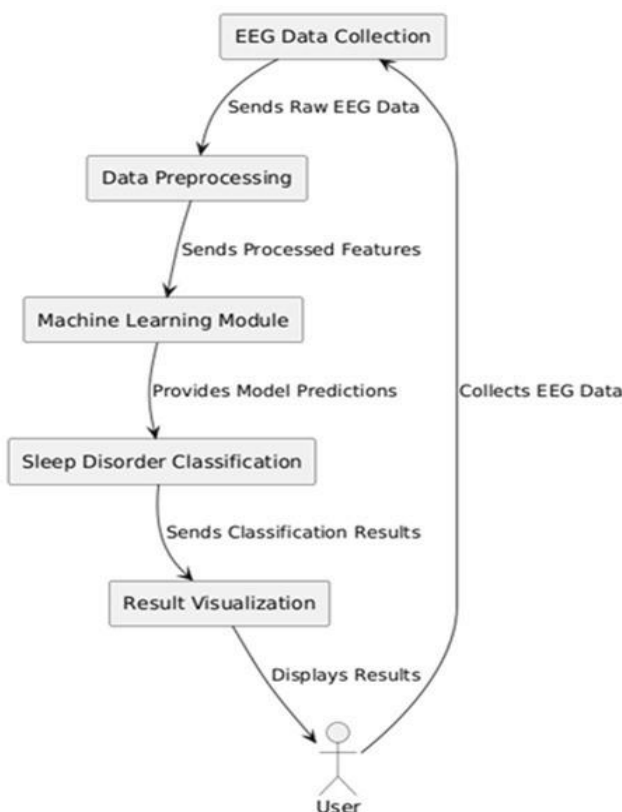 EEG Data Collection
Sends Raw EEG Data
Data Preprocessing
Sends Processed Features
Machine Learning Module
Provides Model Predictions
Collects EEG Data
Sleep Disorder Classification
Sends Classification Results
Result Visualization
Displays Results
User